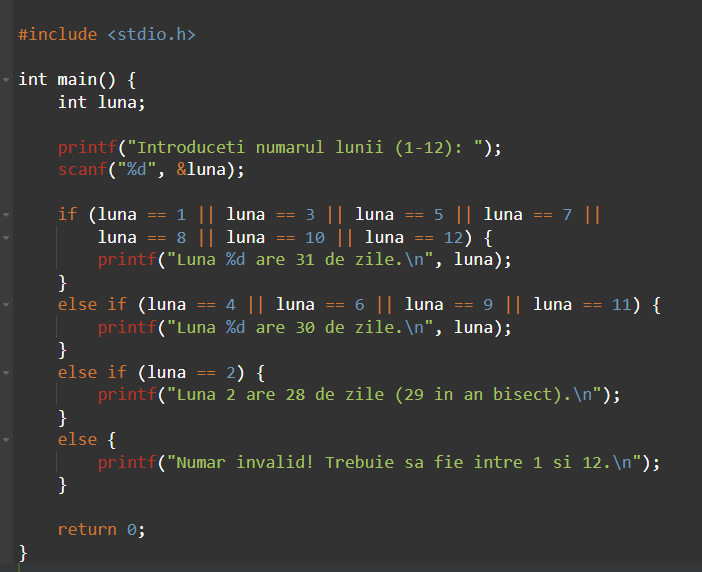 #include <stdio.h>
int main() {
    int luna;
    printf("Introduceti numarul lunii (1-12): ");
    scanf("%d", &luna);
    if (luna == 1 || luna == 3 || luna == 5 || luna == 7 ||
        luna == 8 || luna == 10 || luna == 12) {
        printf("Luna %d are 31 de zile.\n", luna);
    }
    else if (luna == 4 || luna == 6 || luna == 9 || luna == 11) {
        printf("Luna %d are 30 de zile.\n", luna);
    }
    else if (luna == 2) {
        printf("Luna 2 are 28 de zile (29 in an bisect).\n");
    }
    else {
        printf("Numar invalid! Trebuie sa fie intre 1 si 12.\n");
    }
    return 0;
}